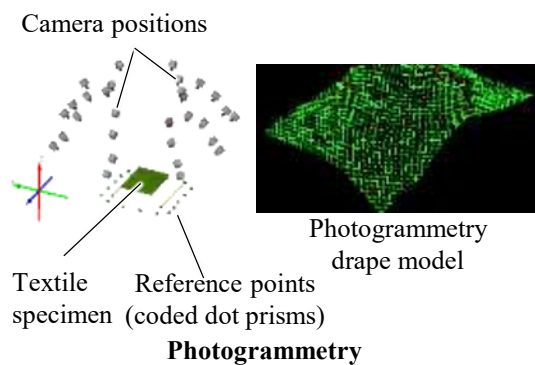 Camera positions
Photogrammetry
drape model
Textile
specimen
Reference points
(coded dot prisms)
Photogrammetry